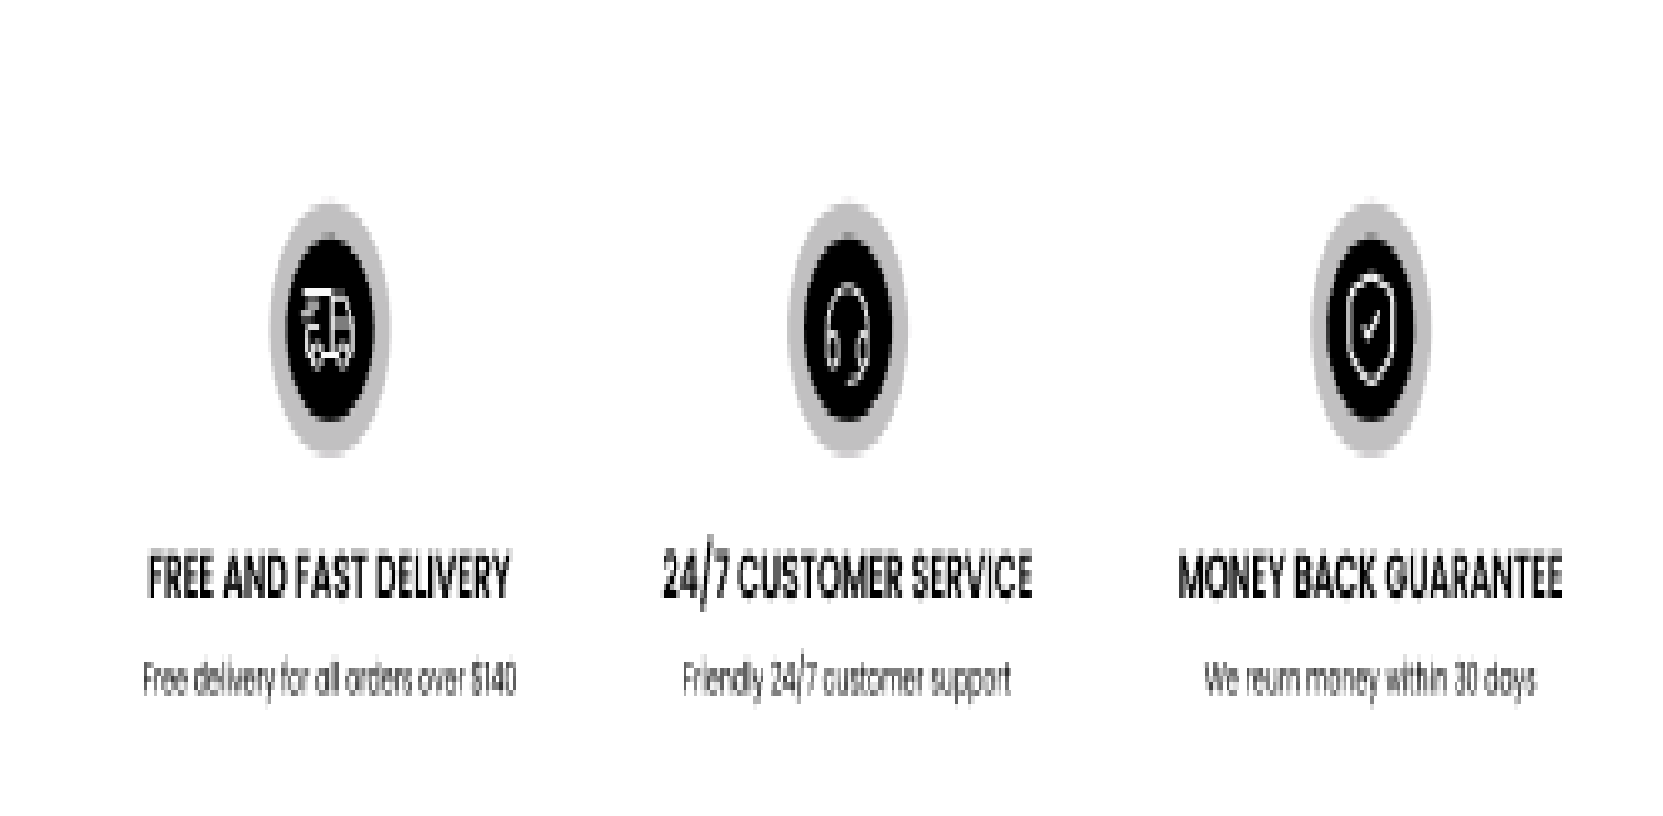 FREE AND FAST DELIVERY
Free delivery for all orders over $140
24/7 CUSTOMER SERVICE
Friendly 24/7 customer support
MONEY BACK GUARANTEE
We reurn money within 30 days